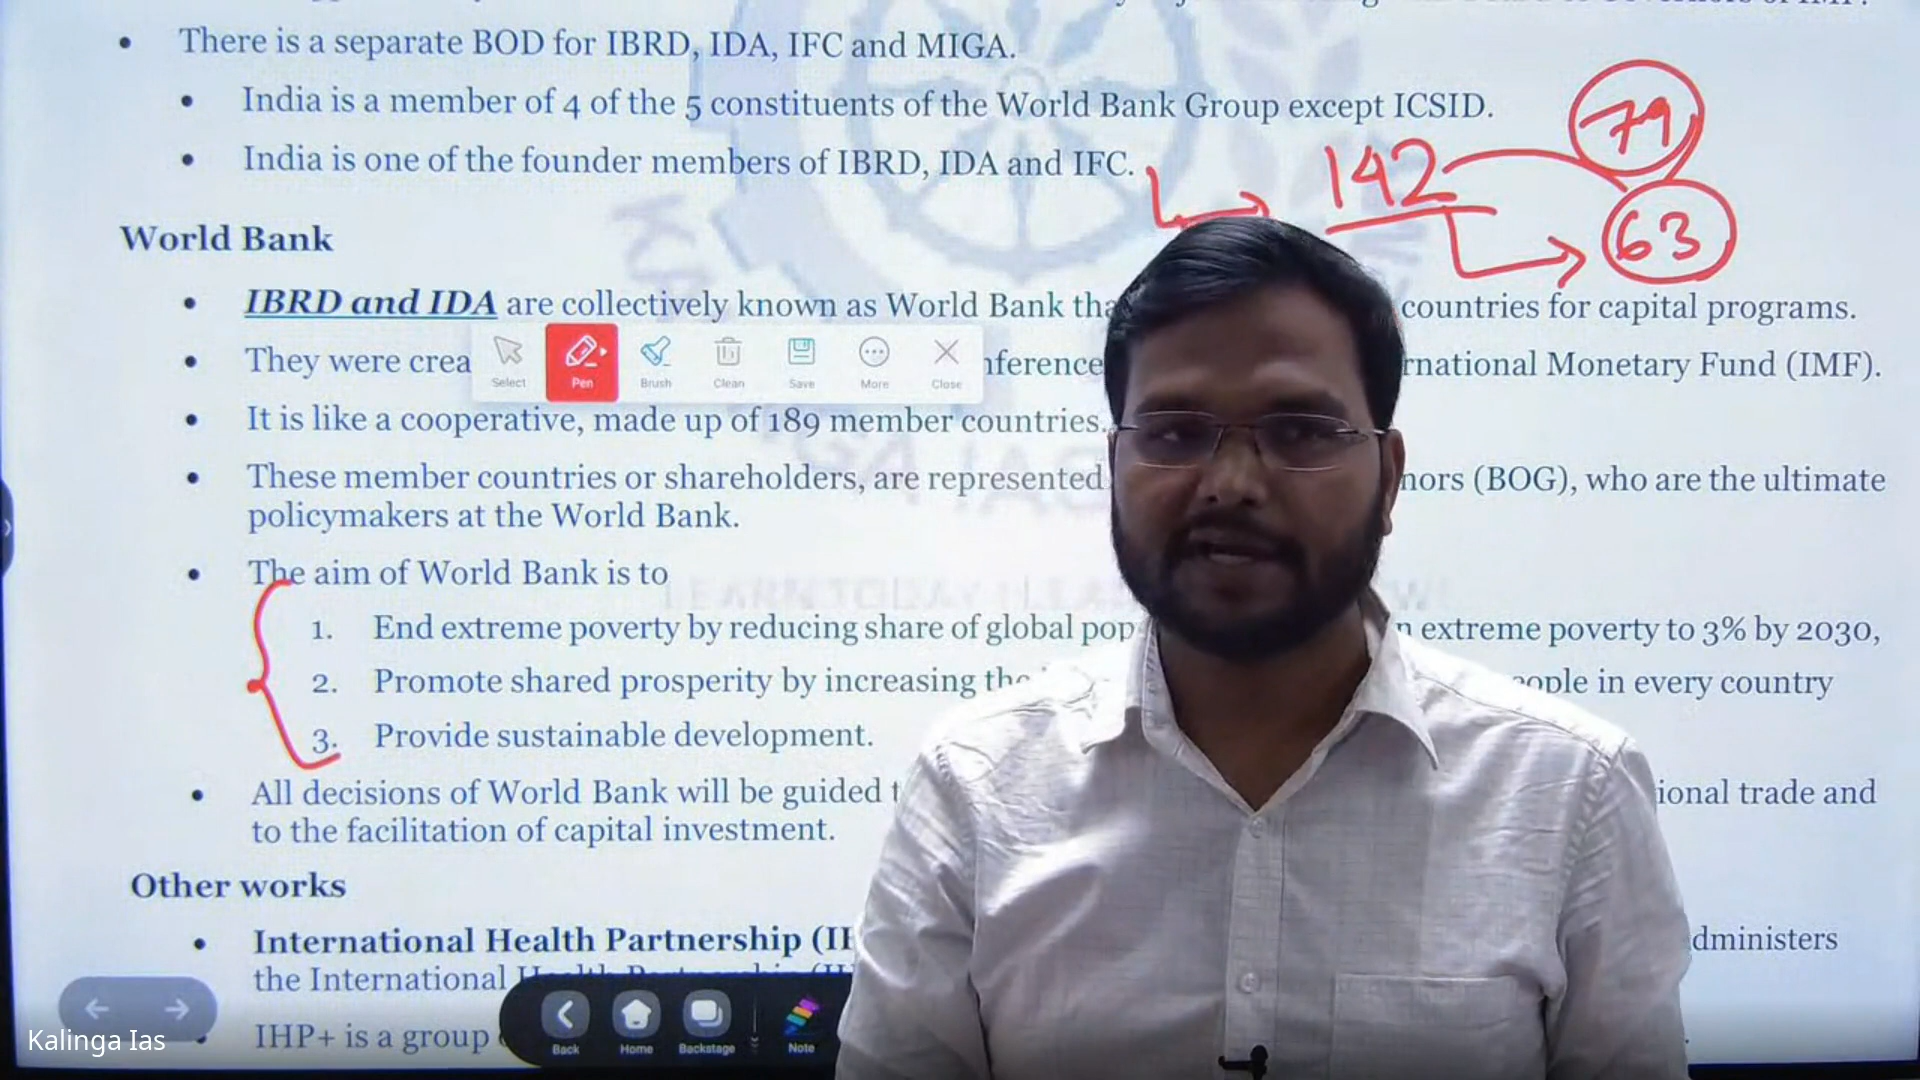 • There is a separate BOD for IBRD, IDA, IFC and MIGA.
• India is a member of 4 of the 5 constituents of the World Bank Group except ICSID.
79
• India is one of the founder members of IBRD, IDA and IFC.
142
63
World Bank
• IBRD and IDA are collectively known as World Bank countries for capital programs.
• They were rnational Monetary Fund (IMF).
Select Pen Brush Clean Save More Close
• It is like a cooperative, made up of 189 member countries.
• These member countries or shareholders, are represented nors (BOG), who are the ultimate
policymakers at the World Bank.
• The aim of World Bank is to
LEARN TODAY
1. End extreme poverty by reducing share of global extreme poverty to 3% by 2030,
2. Promote shared prosperity by increasing the people in every country
3. Provide sustainable development.
• All decisions of World Bank will be guided ional trade and
to the facilitation of capital investment.
Other works
• International Health Partnership dministers
the International
• IHP+ is a group
Back Home Backstage Note
Kalinga Ias